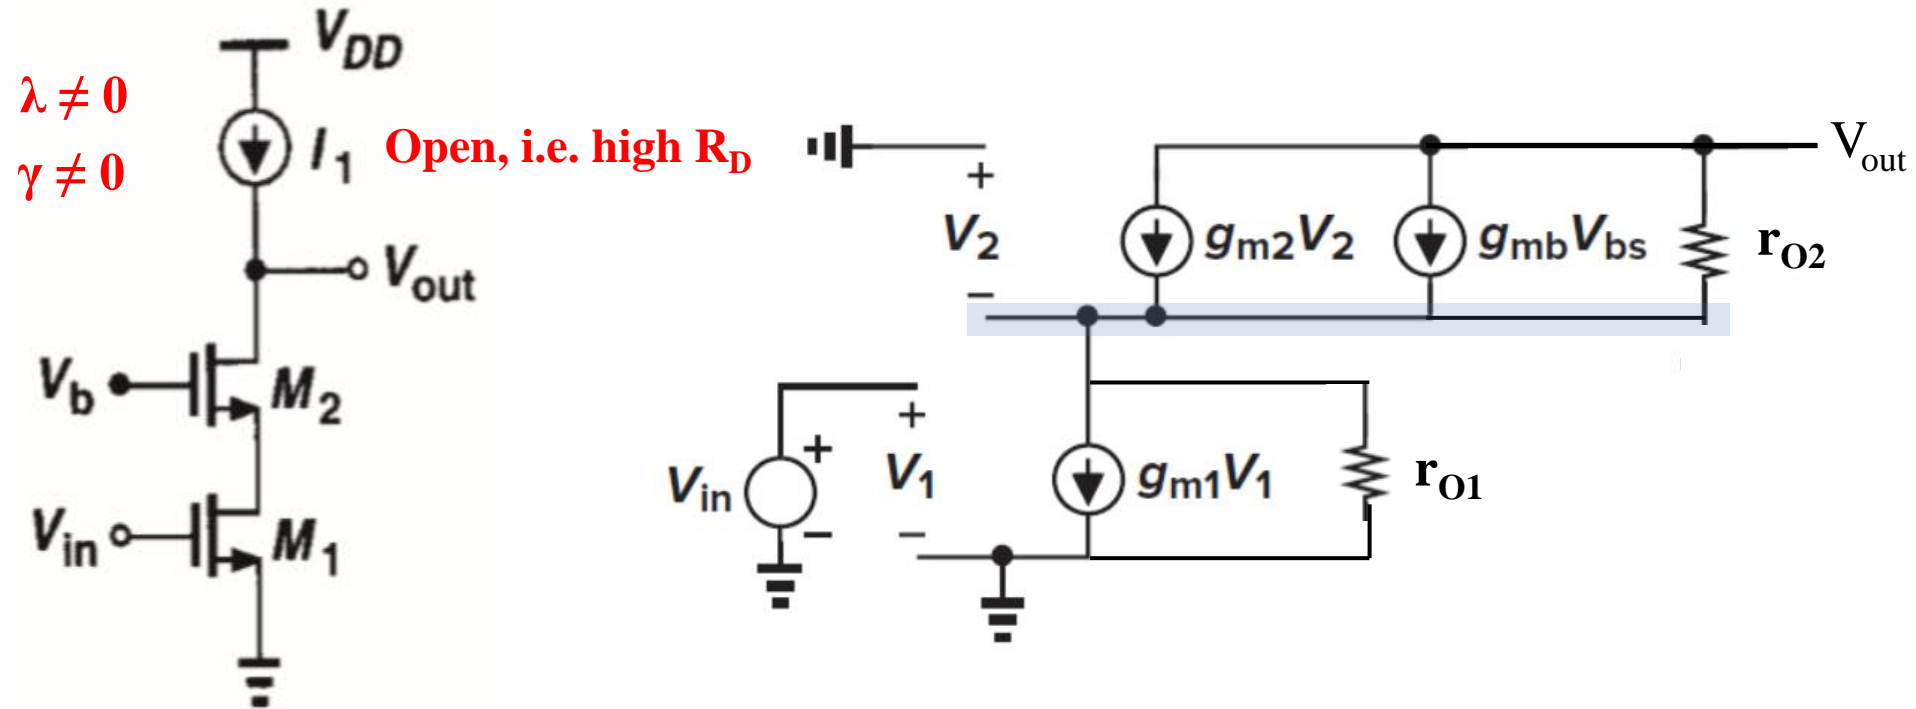 V_DD
λ ≠ 0
γ ≠ 0
I_1
Open, i.e. high R_D
V_out
V_b
M_2
V_in
M_1
V_out
+
V_2
−
g_m2V_2
g_mbV_bs
r_O2
+
V_in
−
+
V_1
−
g_m1V_1
r_O1